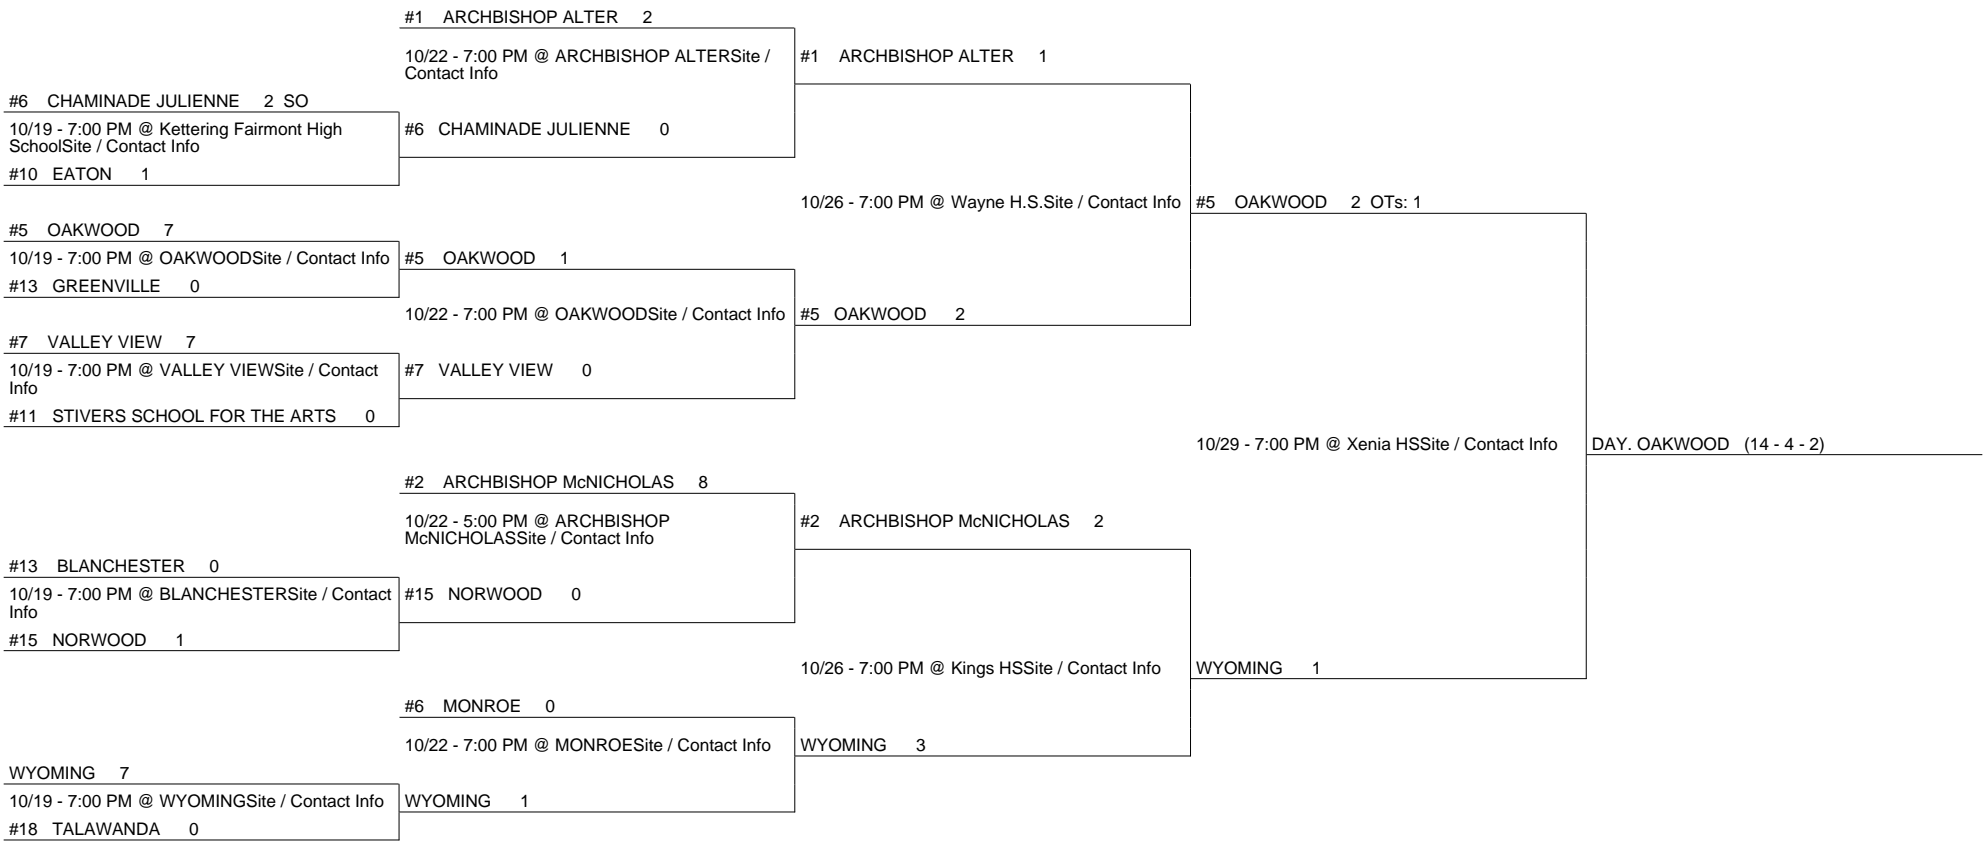 #1 ARCHBISHOP ALTER 2
10/22 - 7:00 PM @ ARCHBISHOP ALTERSite /
Contact Info
#1 ARCHBISHOP ALTER 1
#6 CHAMINADE JULIENNE 2 SO
10/19 - 7:00 PM @ Kettering Fairmont High
SchoolSite / Contact Info
#6 CHAMINADE JULIENNE 0
#10 EATON 1
10/26 - 7:00 PM @ Wayne H.S.Site / Contact Info
#5 OAKWOOD 2 OTs: 1
#5 OAKWOOD 7
10/19 - 7:00 PM @ OAKWOODSite / Contact Info
#5 OAKWOOD 1
#13 GREENVILLE 0
10/22 - 7:00 PM @ OAKWOODSite / Contact Info
#5 OAKWOOD 2
#7 VALLEY VIEW 7
10/19 - 7:00 PM @ VALLEY VIEWSite / Contact
Info
#7 VALLEY VIEW 0
#11 STIVERS SCHOOL FOR THE ARTS 0
10/29 - 7:00 PM @ Xenia HSSite / Contact Info
DAY. OAKWOOD (14 - 4 - 2)
#2 ARCHBISHOP McNICHOLAS 8
10/22 - 5:00 PM @ ARCHBISHOP
McNICHOLASSite / Contact Info
#2 ARCHBISHOP McNICHOLAS 2
#13 BLANCHESTER 0
10/19 - 7:00 PM @ BLANCHESTERSite / Contact
Info
#15 NORWOOD 0
#15 NORWOOD 1
10/26 - 7:00 PM @ Kings HSSite / Contact Info
WYOMING 1
#6 MONROE 0
10/22 - 7:00 PM @ MONROESite / Contact Info
WYOMING 3
WYOMING 7
10/19 - 7:00 PM @ WYOMINGSite / Contact Info
WYOMING 1
#18 TALAWANDA 0